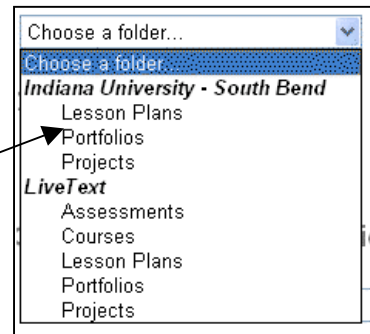 Choose a folder...
Choose a folder...
Indiana University - South Bend
Lesson Plans
Portfolios
Projects
LiveText
Assessments
Courses
Lesson Plans
Portfolios
Projects